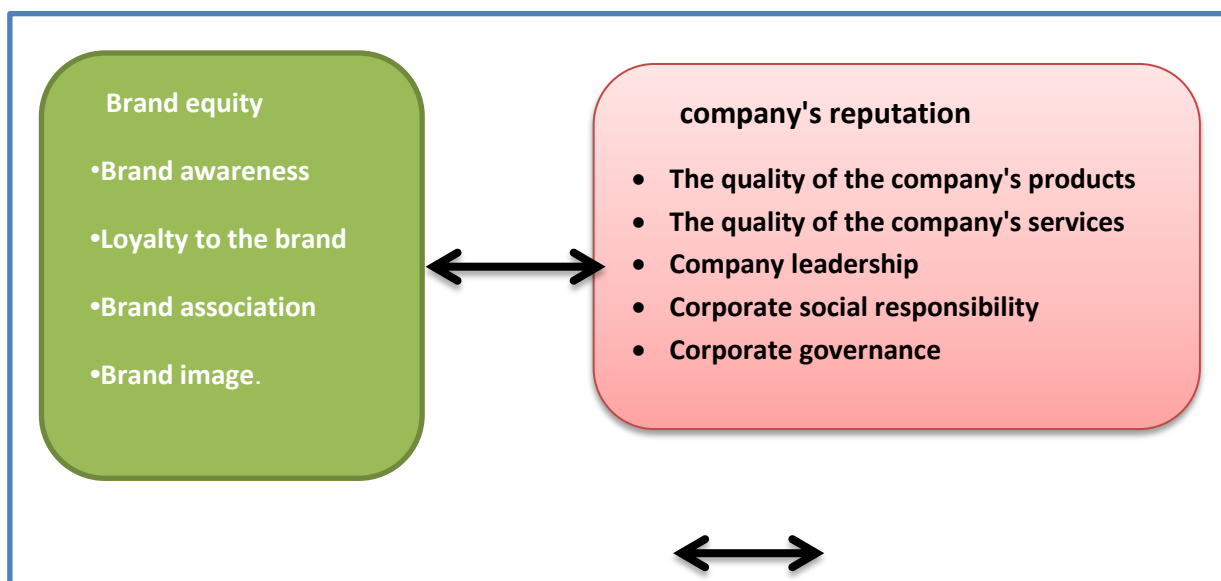 Brand equity
•Brand awareness
•Loyalty to the brand
•Brand association
•Brand image.
company's reputation
• The quality of the company's products
• The quality of the company's services
• Company leadership
• Corporate social responsibility
• Corporate governance